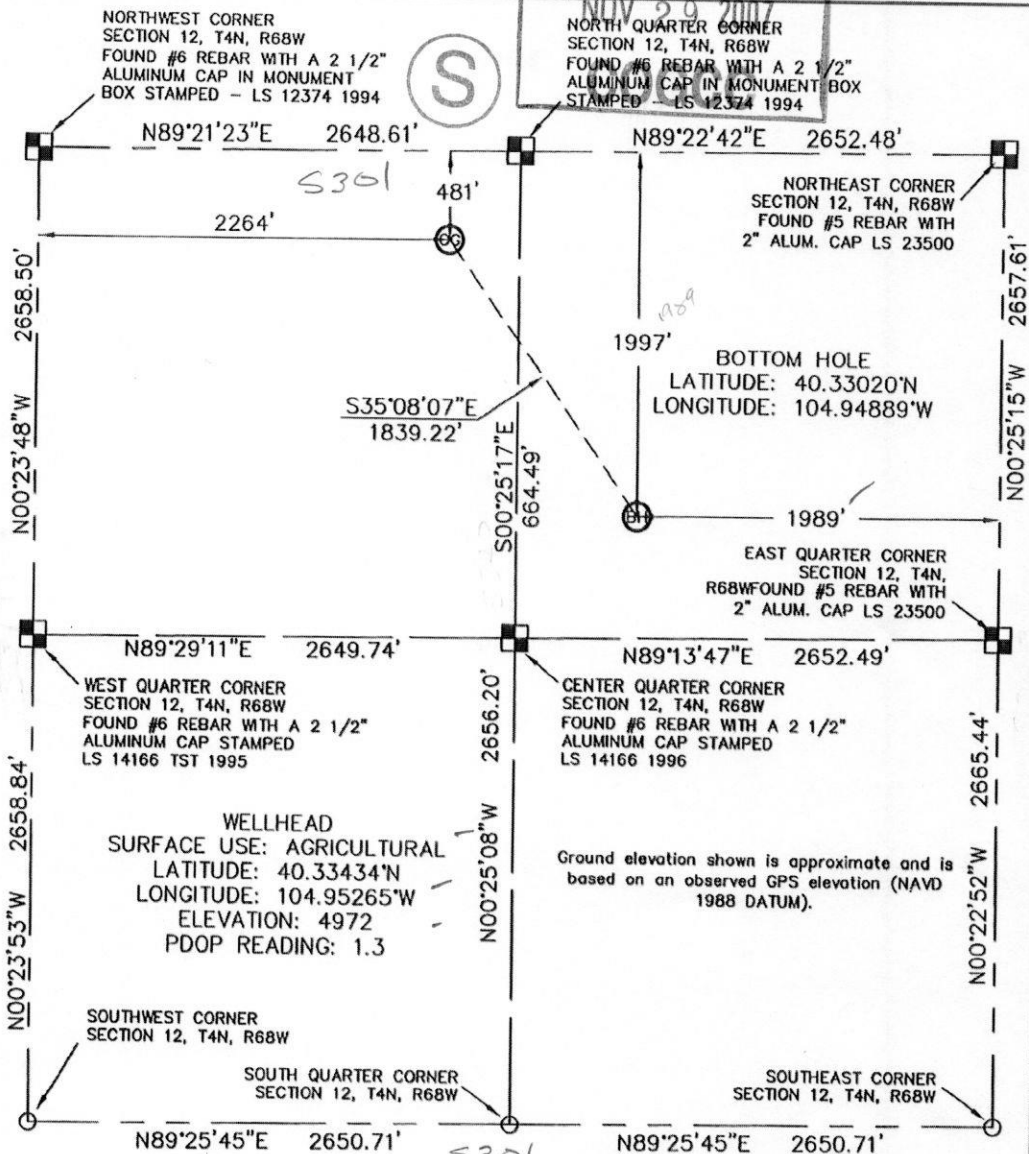 NOV 29 2007
COGCC
S
NORTHWEST CORNER
SECTION 12, T4N, R68W
FOUND #6 REBAR WITH A 2 1/2"
ALUMINUM CAP IN MONUMENT
BOX STAMPED – LS 12374 1994
NORTH QUARTER CORNER
SECTION 12, T4N, R68W
FOUND #6 REBAR WITH A 2 1/2"
ALUMINUM CAP IN MONUMENT BOX
STAMPED – LS 12374 1994
N89°21'23"E 2648.61'
N89°22'42"E 2652.48'
S301
481'
2264'
NORTHEAST CORNER
SECTION 12, T4N, R68W
FOUND #5 REBAR WITH
2" ALUM. CAP LS 23500
N00°23'48"W 2658.50'
OG
1997'
BOTTOM HOLE
LATITUDE: 40.33020°N
LONGITUDE: 104.94889°W
N00°25'15"W 2657.61'
S35°08'07"E
1839.22'
S00°25'17"E
664.49'
BH
1989'
EAST QUARTER CORNER
SECTION 12, T4N,
R68WFOUND #5 REBAR WITH
2" ALUM. CAP LS 23500
N89°29'11"E 2649.74'
N89°13'47"E 2652.49'
WEST QUARTER CORNER
SECTION 12, T4N, R68W
FOUND #6 REBAR WITH A 2 1/2"
ALUMINUM CAP STAMPED
LS 14166 TST 1995
CENTER QUARTER CORNER
SECTION 12, T4N, R68W
FOUND #6 REBAR WITH A 2 1/2"
ALUMINUM CAP STAMPED
LS 14166 1996
N00°23'53"W 2658.84'
WELLHEAD
SURFACE USE: AGRICULTURAL
LATITUDE: 40.33434°N
LONGITUDE: 104.95265°W
ELEVATION: 4972
PDOP READING: 1.3
N00°25'08"W 2656.20'
Ground elevation shown is approximate and is
based on an observed GPS elevation (NAVD
1988 DATUM).
N00°22'52"W 2665.44'
SOUTHWEST CORNER
SECTION 12, T4N, R68W
SOUTH QUARTER CORNER
SECTION 12, T4N, R68W
SOUTHEAST CORNER
SECTION 12, T4N, R68W
N89°25'45"E 2650.71'
N89°25'45"E 2650.71'